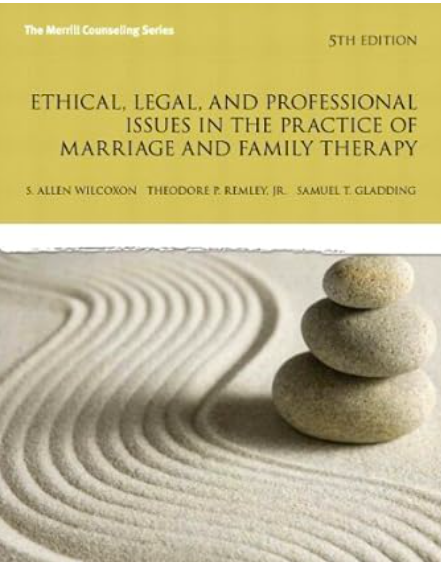 The Merrill Counseling Series
5TH EDITION
ETHICAL, LEGAL, AND PROFESSIONAL
ISSUES IN THE PRACTICE OF
MARRIAGE AND FAMILY THERAPY
S. ALLEN WILCOXON THEODORE P. REMLEY, JR. SAMUEL T. GLADDING